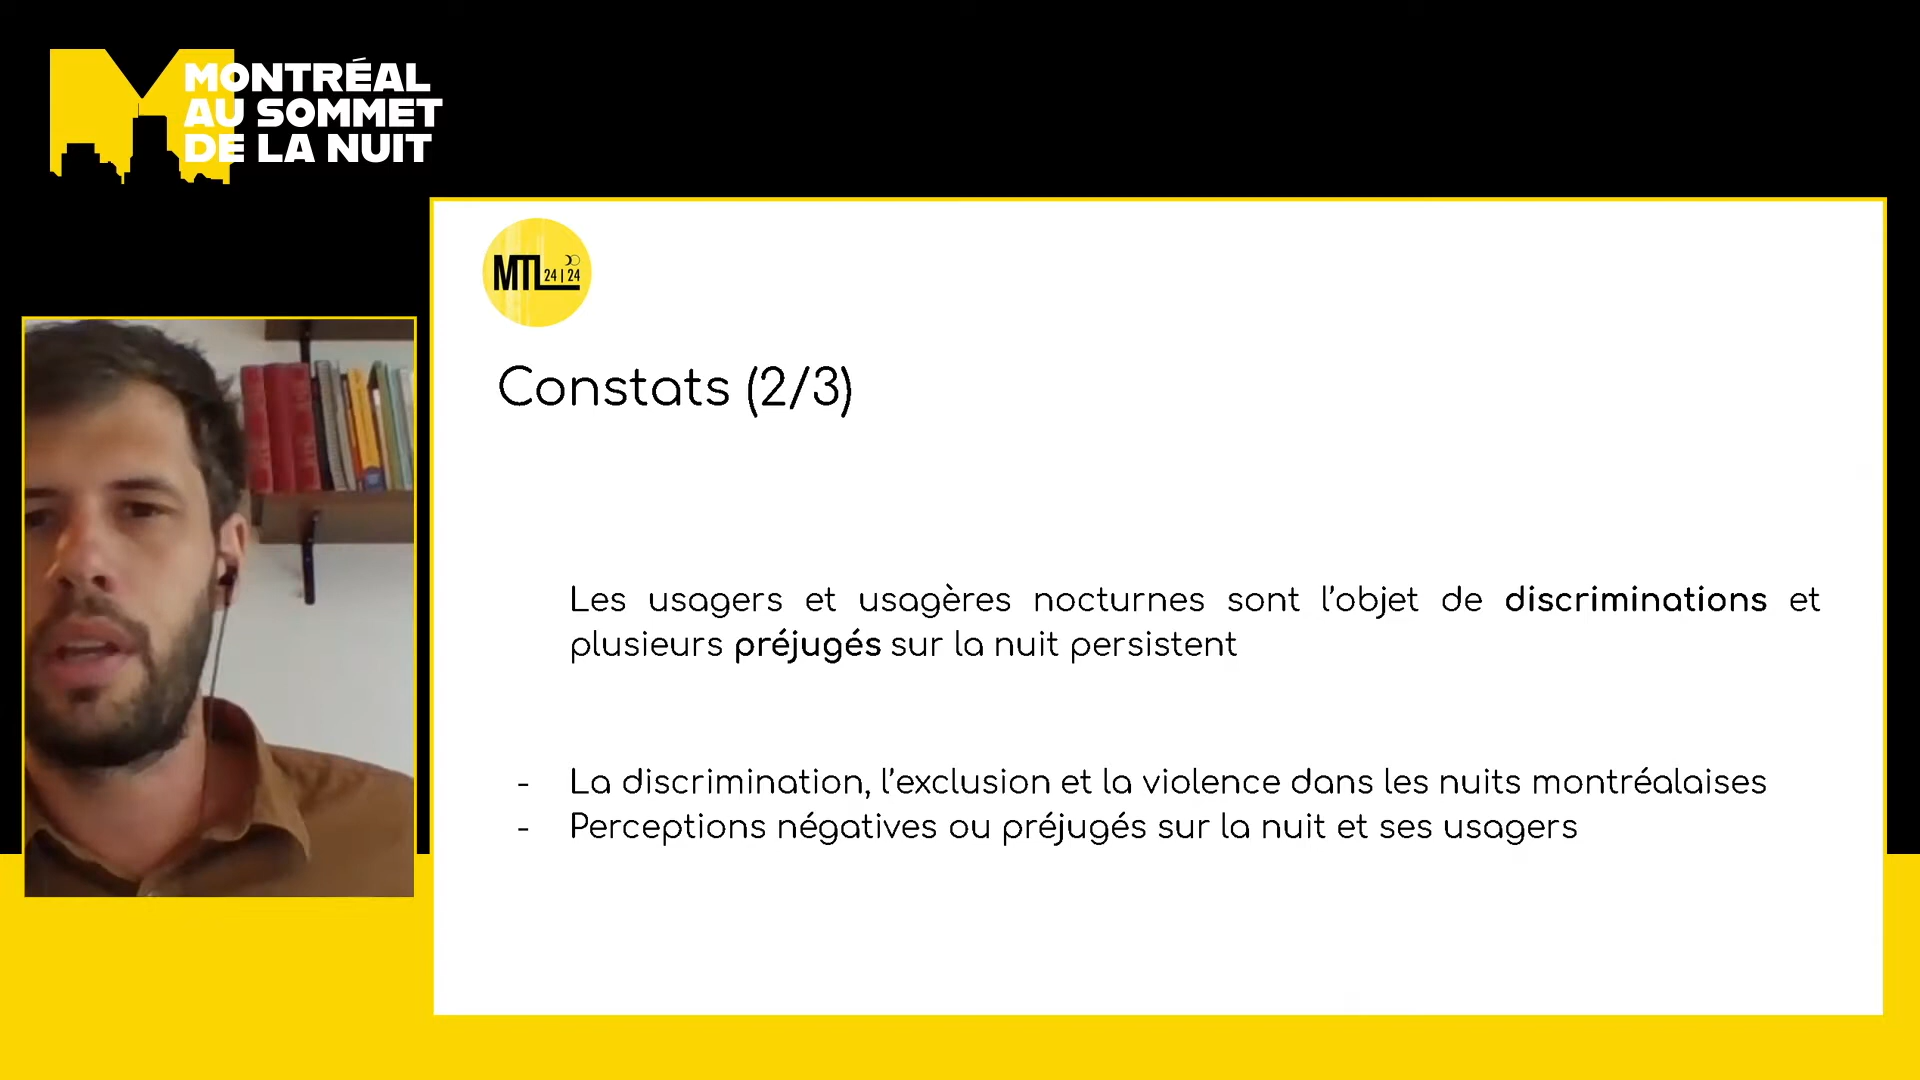 MONTRÉAL
AU SOMMET
DE LA NUIT
MTL 24|24
Constats (2/3)
Les usagers et usagères nocturnes sont l’objet de discriminations et
plusieurs préjugés sur la nuit persistent
- La discrimination, l’exclusion et la violence dans les nuits montréalaises
- Perceptions négatives ou préjugés sur la nuit et ses usagers